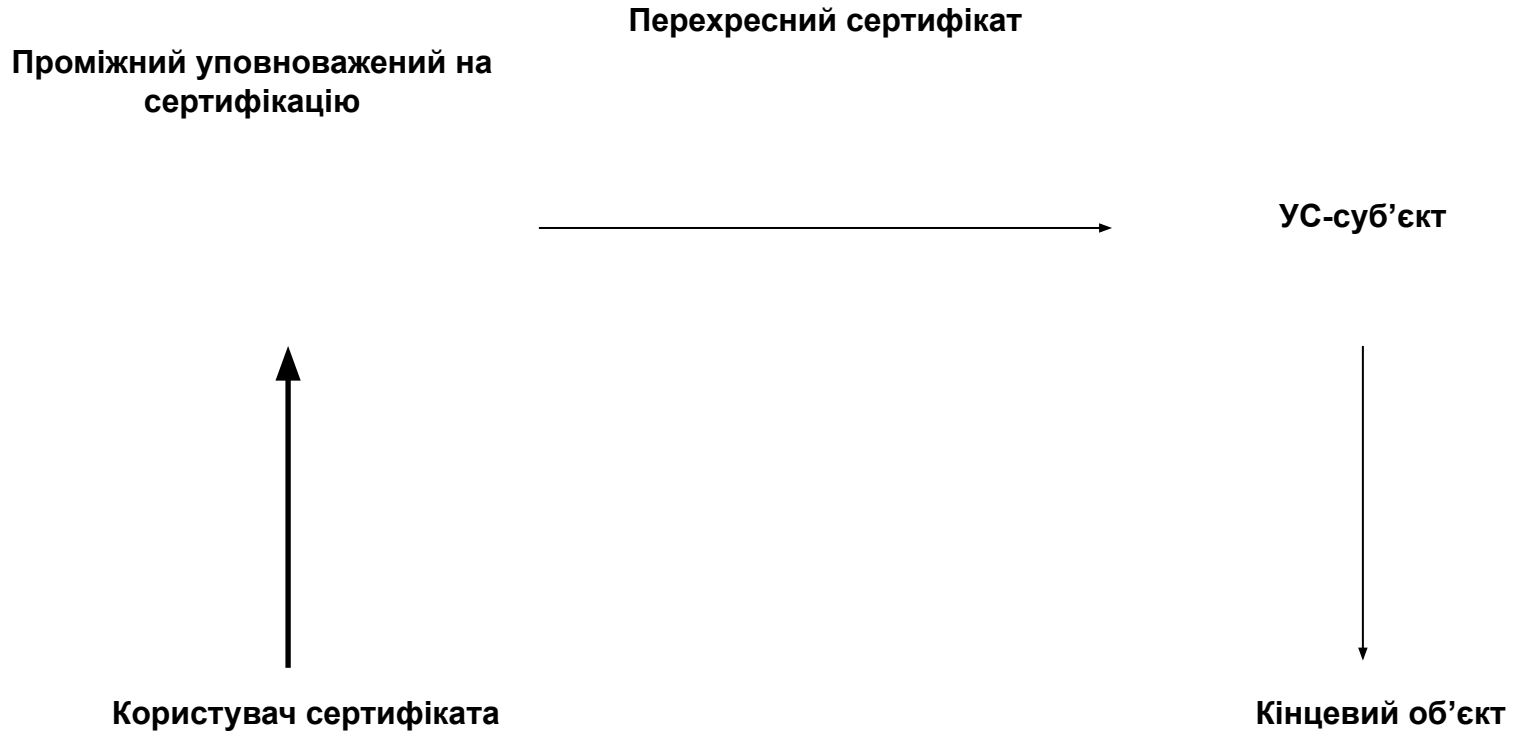 Перехресний сертифікат
Проміжний уповноважений на
сертифікацію
УС-суб’єкт
Користувач сертифіката
Кінцевий об’єкт